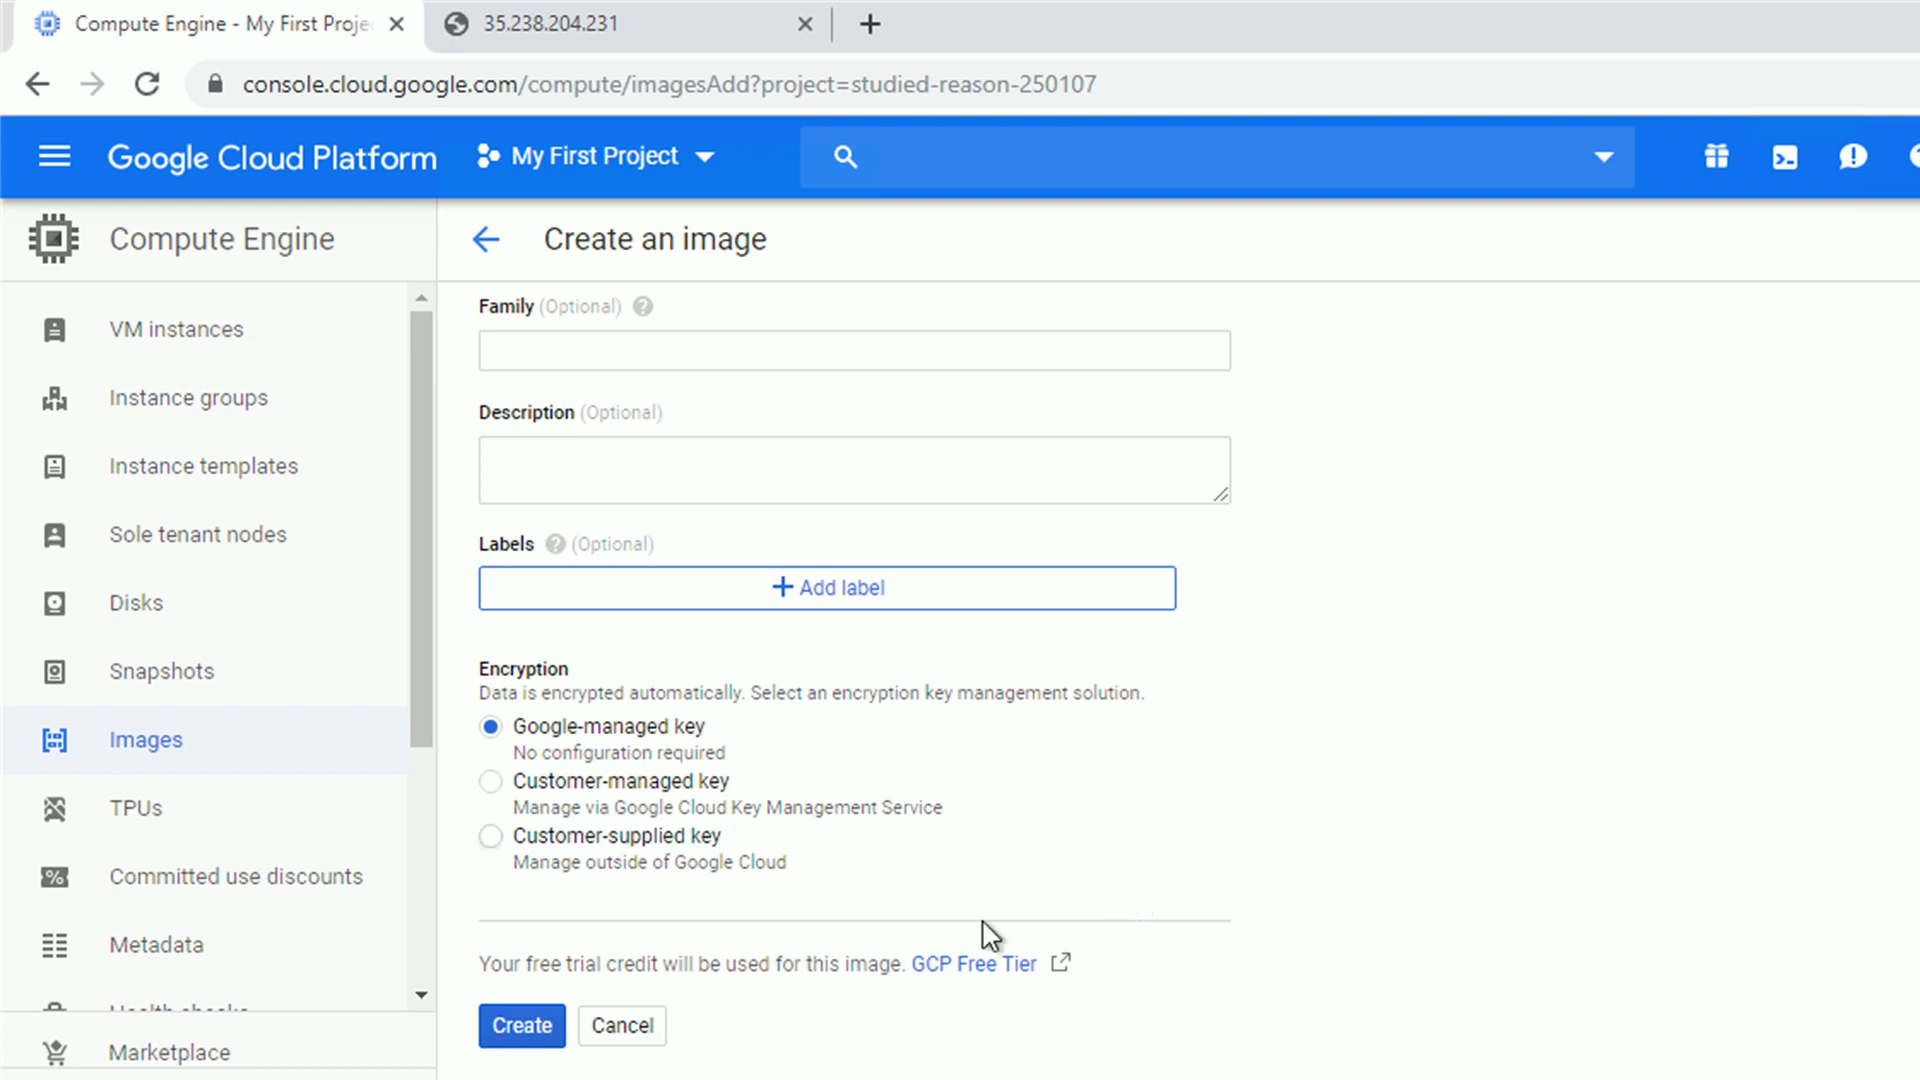 Compute Engine - My First Proje
35.238.204.231
console.cloud.google.com/compute/imagesAdd?project=studied-reason-250107
Google Cloud Platform
My First Project
Compute Engine
Create an image
VM instances
Instance groups
Instance templates
Sole tenant nodes
Disks
Snapshots
Images
TPUs
Committed use discounts
Metadata
Health checks
Marketplace
Family (Optional)
Description (Optional)
Labels (Optional)
+ Add label
Encryption
Data is encrypted automatically. Select an encryption key management solution.
Google-managed key
No configuration required
Customer-managed key
Manage via Google Cloud Key Management Service
Customer-supplied key
Manage outside of Google Cloud
Your free trial credit will be used for this image. GCP Free Tier
Create
Cancel